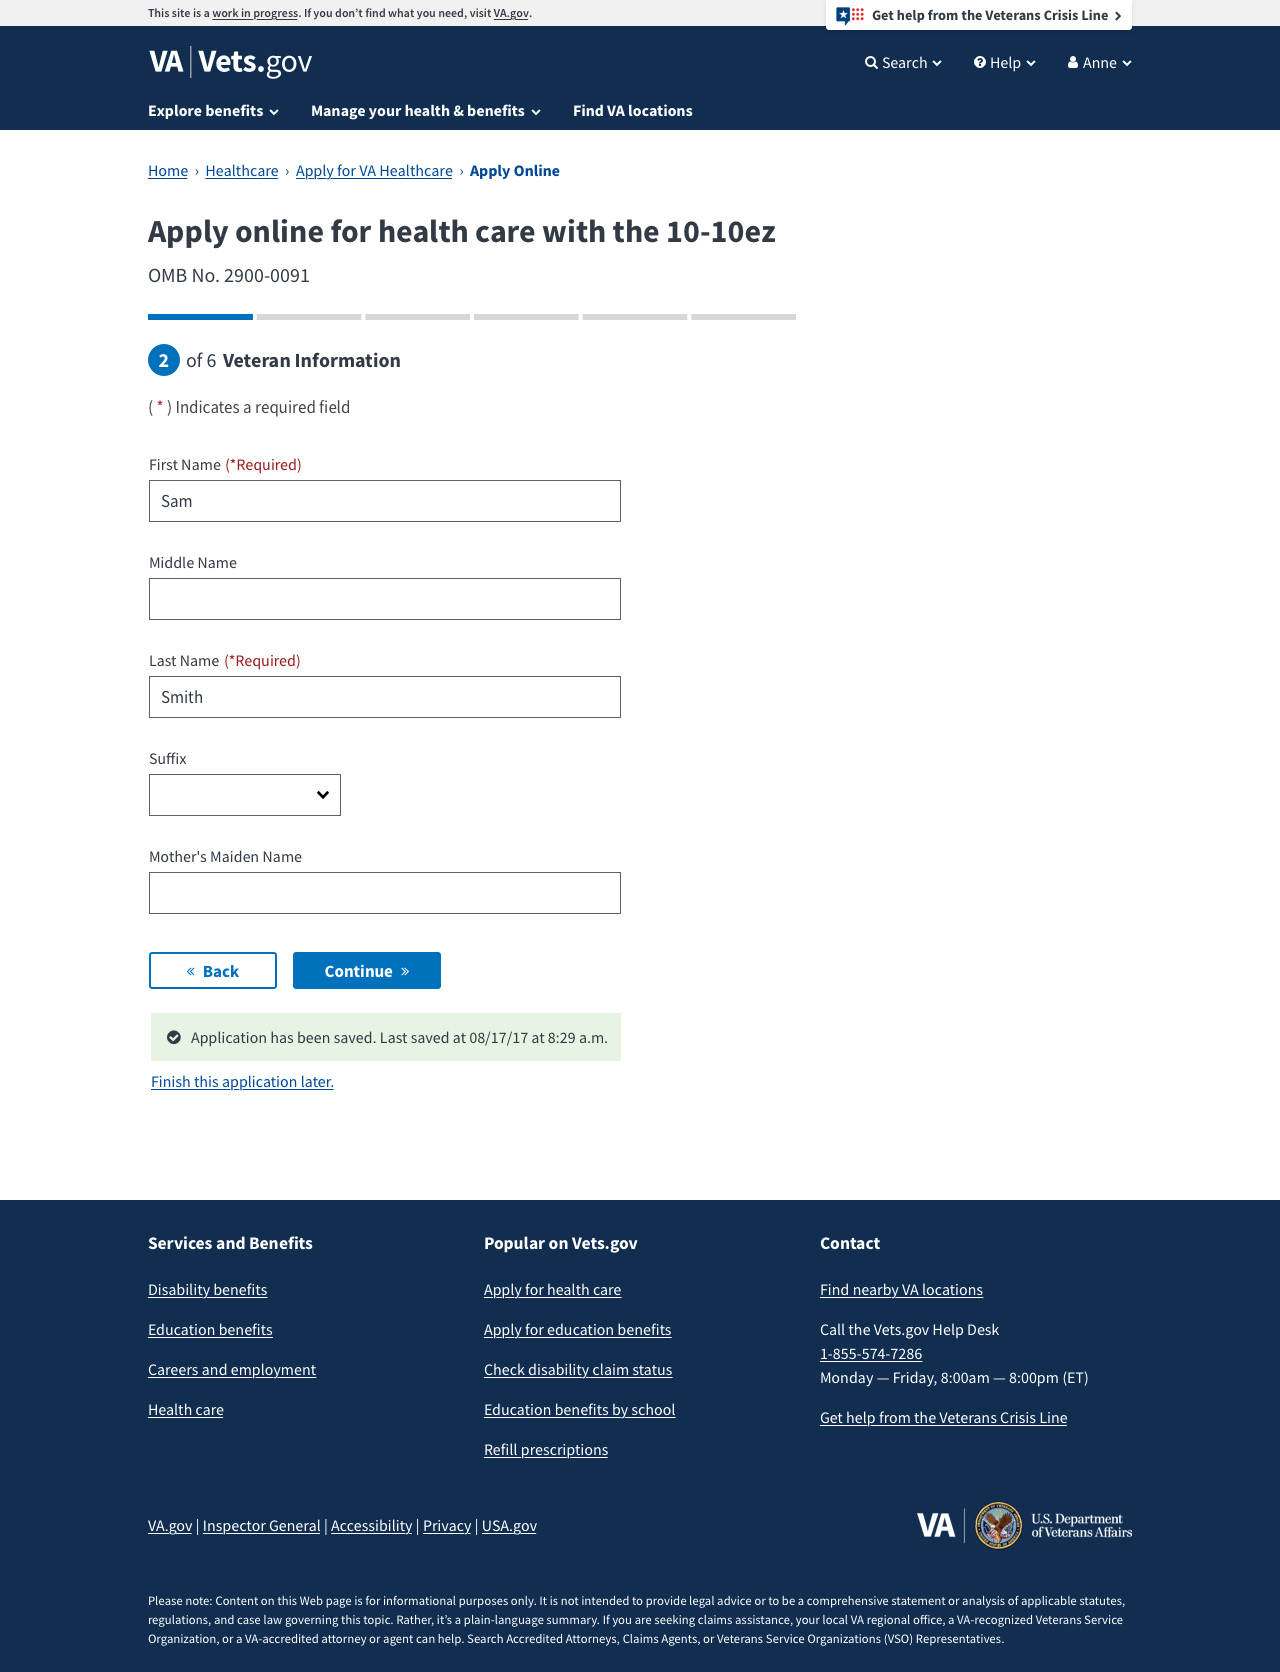 This site is a work in progress. If you don’t find what you need, visit VA.gov.
Get help from the Veterans Crisis Line
VA | Vets.gov
Search
Help
Anne
Explore benefits
Manage your health & benefits
Find VA locations
Home › Healthcare › Apply for VA Healthcare › Apply Online
Apply online for health care with the 10-10ez
OMB No. 2900-0091
2 of 6 Veteran Information
( * ) Indicates a required field
First Name (*Required)
Sam
Middle Name
Last Name (*Required)
Smith
Suffix
Mother's Maiden Name
« Back
Continue »
Application has been saved. Last saved at 08/17/17 at 8:29 a.m.
Finish this application later.
Services and Benefits
Disability benefits
Education benefits
Careers and employment
Health care
Popular on Vets.gov
Apply for health care
Apply for education benefits
Check disability claim status
Education benefits by school
Refill prescriptions
Contact
Find nearby VA locations
Call the Vets.gov Help Desk
1-855-574-7286
Monday — Friday, 8:00am — 8:00pm (ET)
Get help from the Veterans Crisis Line
VA.gov | Inspector General | Accessibility | Privacy | USA.gov
VA
U.S. Department
of Veterans Affairs
Please note: Content on this Web page is for informational purposes only. It is not intended to provide legal advice or to be a comprehensive statement or analysis of applicable statutes,
regulations, and case law governing this topic. Rather, it’s a plain-language summary. If you are seeking claims assistance, your local VA regional office, a VA-recognized Veterans Service
Organization, or a VA-accredited attorney or agent can help. Search Accredited Attorneys, Claims Agents, or Veterans Service Organizations (VSO) Representatives.